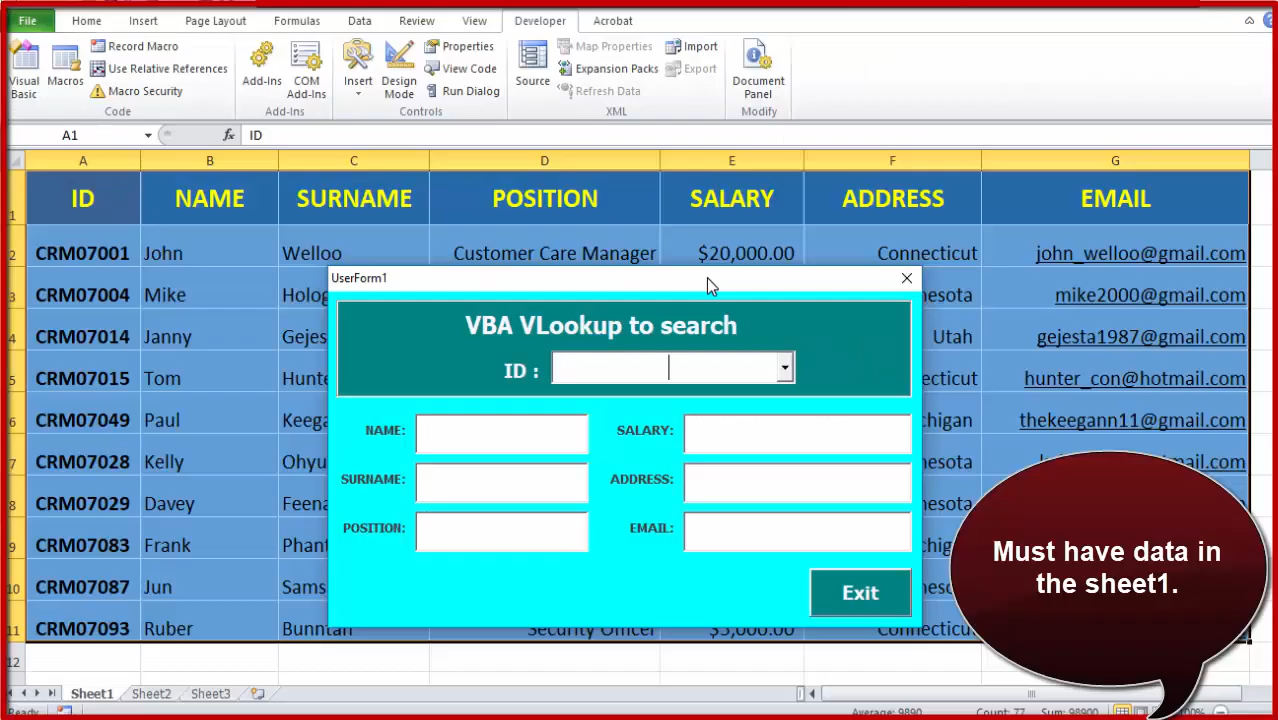 File Home Insert Page Layout Formulas Data Review View Developer Acrobat
Record Macro
Use Relative References
Macro Security
Visual Basic
Macros
Code
Add-Ins
COM Add-Ins
Add-Ins
Insert
Design Mode
Properties
View Code
Run Dialog
Controls
Source
Map Properties
Expansion Packs
Refresh Data
Import
Export
XML
Document Panel
Modify
A1 fx ID
A B C D E F G
1 ID NAME SURNAME POSITION SALARY ADDRESS EMAIL
2 CRM07001 John Welloo Customer Care Manager $20,000.00 Connecticut john_welloo@gmail.com
3 CRM07004 Mike mike2000@gmail.com
4 CRM07014 Janny Utah gejesta1987@gmail.com
5 CRM07015 Tom hunter_con@hotmail.com
6 CRM07049 Paul thekeegann11@gmail.com
7 CRM07028 Kelly
8 CRM07029 Davey
9 CRM07083 Frank
10 CRM07087 Jun
11 CRM07093 Ruber Bunntan Security Officer $5,000.00
12
UserForm1
VBA VLookup to search
ID :
NAME: SALARY:
SURNAME: ADDRESS:
POSITION: EMAIL:
Exit
Must have data in
the sheet1.
Sheet1 Sheet2 Sheet3
Average: 9890 Count: 77 Sum: 98900